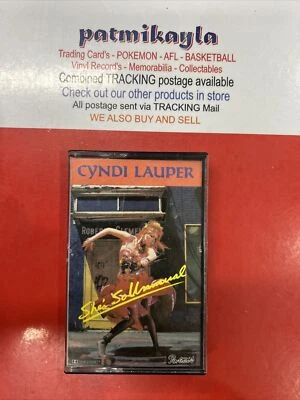 patmikayla
Trading Card's - POKEMON - AFL - BASKETBALL
Vinyl Record's - Memorabilia - Collectables
Combined TRACKING postage available
Check out our other products in store
All postage sent via TRACKING Mail
WE ALSO BUY AND SELL
CYNDI LAUPER
She's So Unusual
Portrait